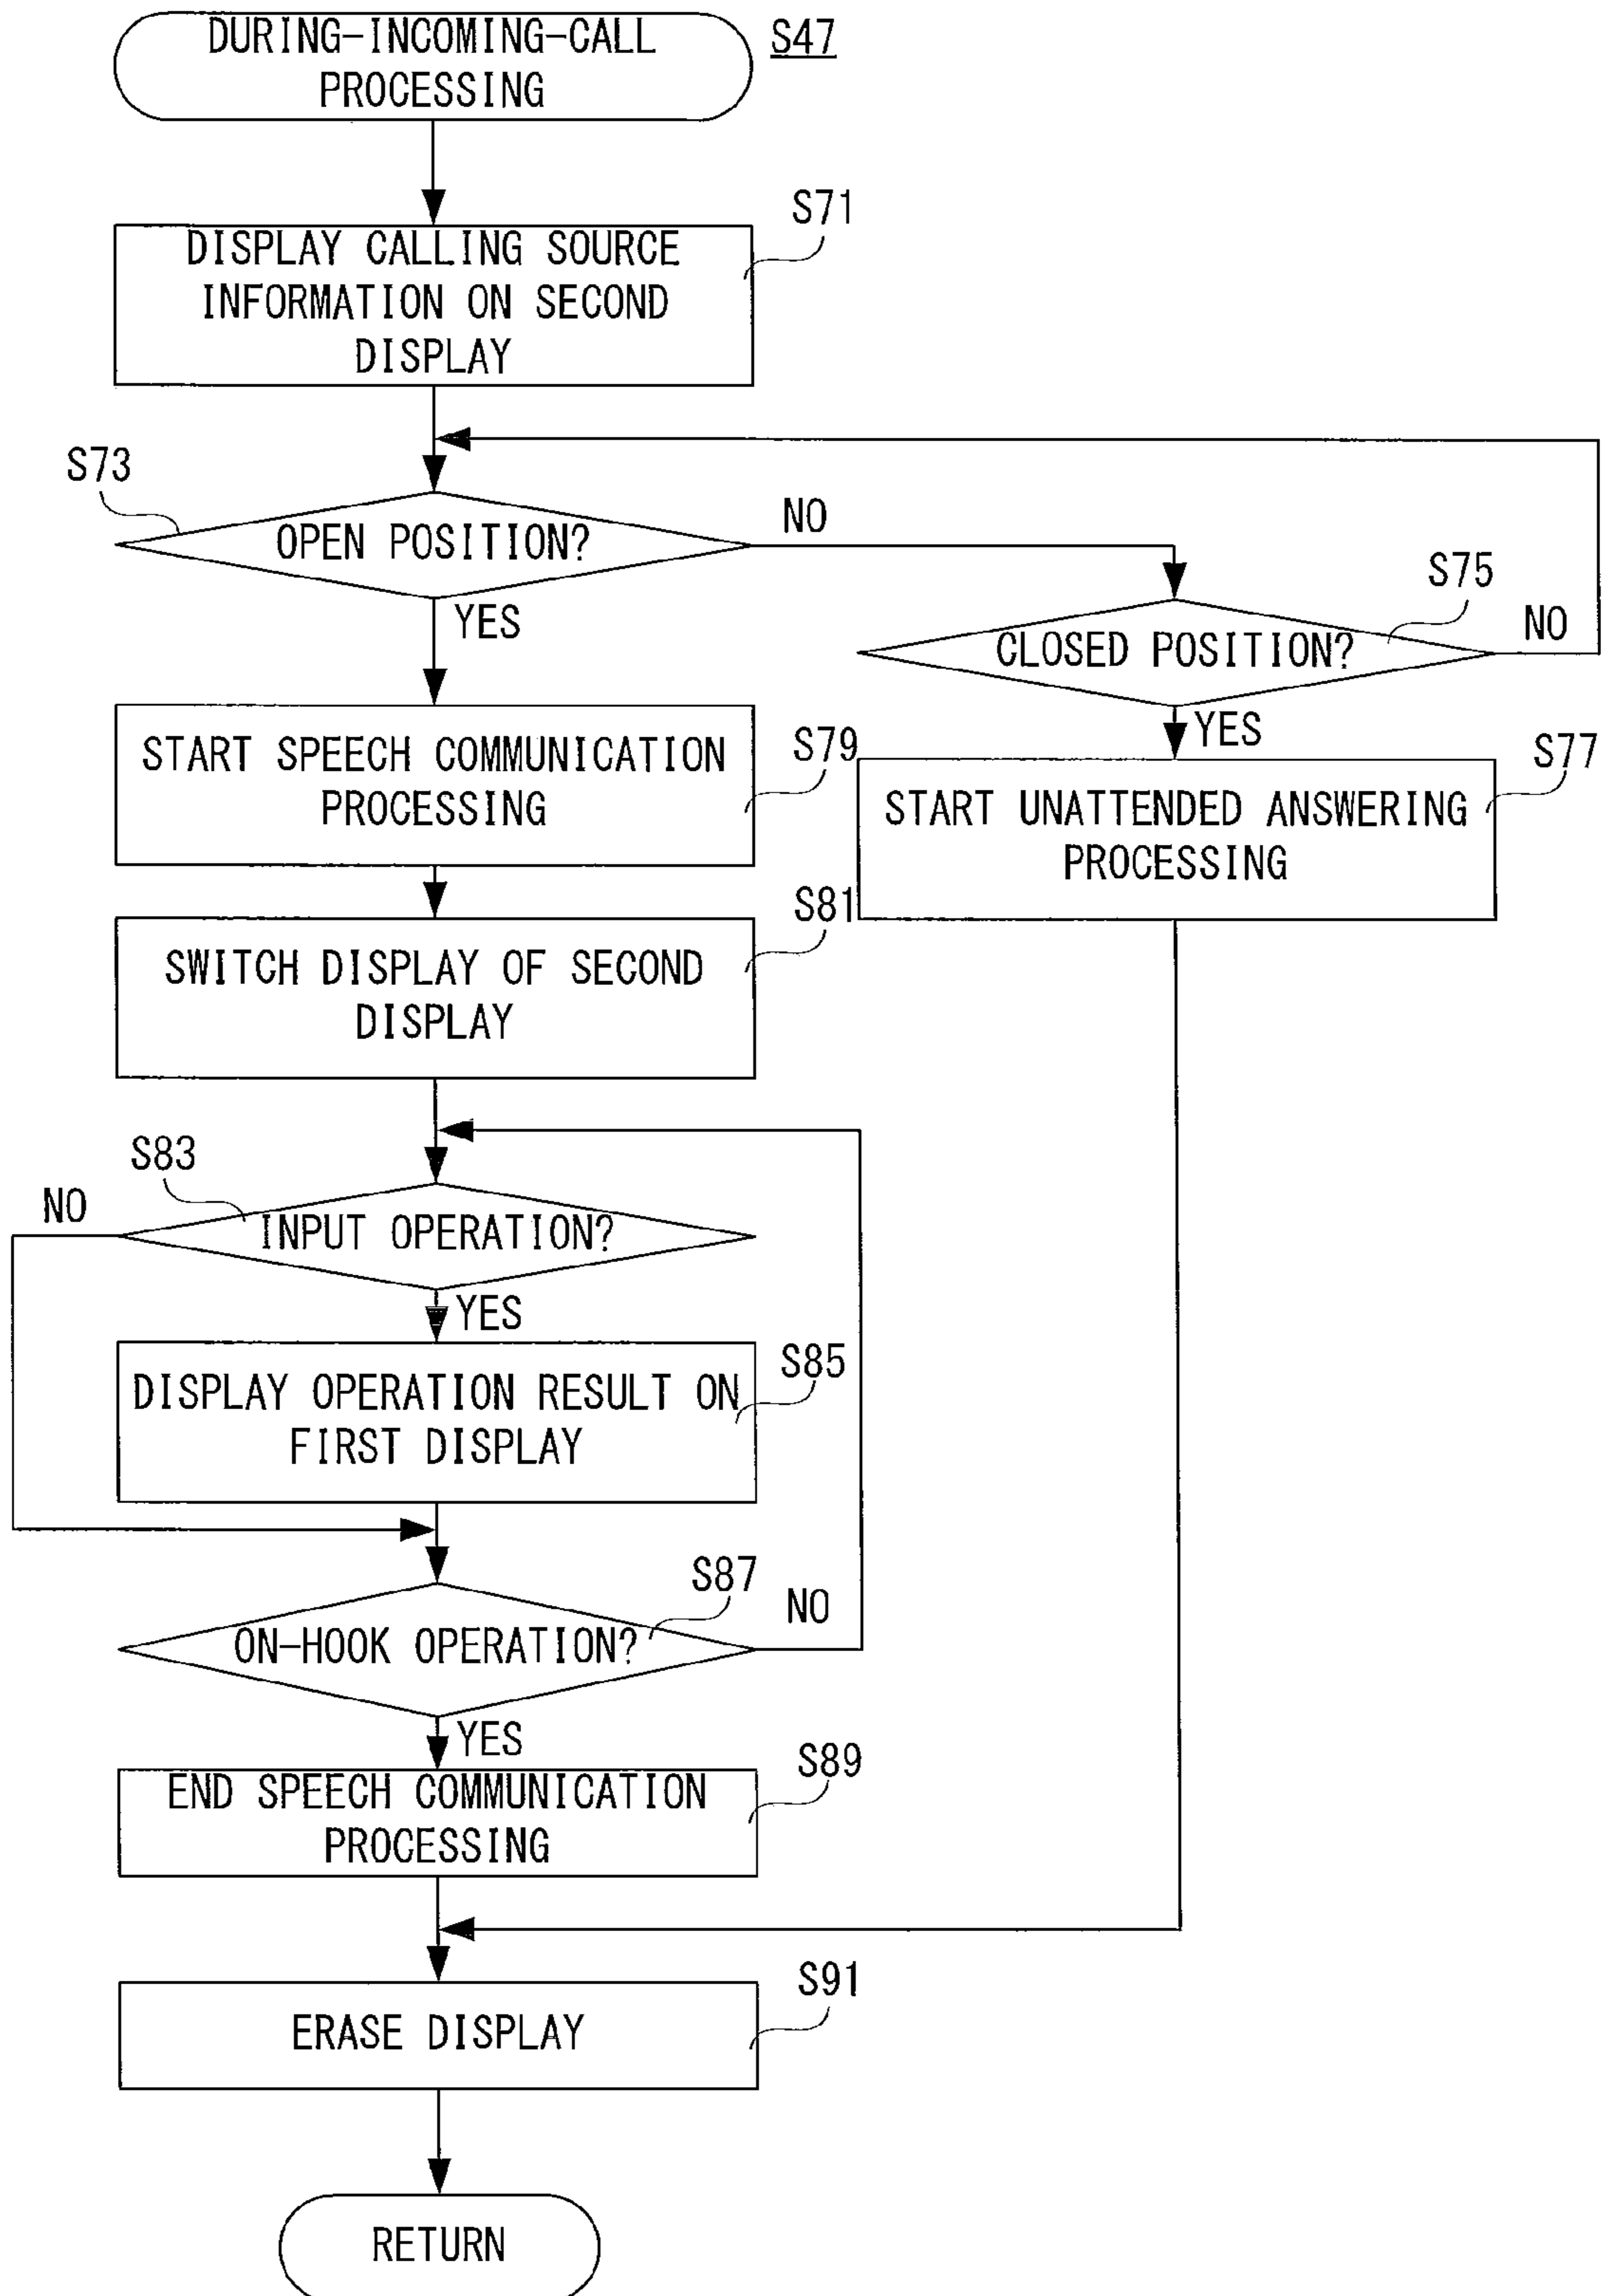 DURING-INCOMING-CALL
PROCESSING
S47
S71
DISPLAY CALLING SOURCE
INFORMATION ON SECOND
DISPLAY
S73
OPEN POSITION?
NO
YES
S75
CLOSED POSITION?
NO
YES
S79
START SPEECH COMMUNICATION
PROCESSING
S77
START UNATTENDED ANSWERING
PROCESSING
S81
SWITCH DISPLAY OF SECOND
DISPLAY
S83
NO
INPUT OPERATION?
YES
S85
DISPLAY OPERATION RESULT ON
FIRST DISPLAY
S87
ON-HOOK OPERATION?
NO
YES
S89
END SPEECH COMMUNICATION
PROCESSING
S91
ERASE DISPLAY
RETURN